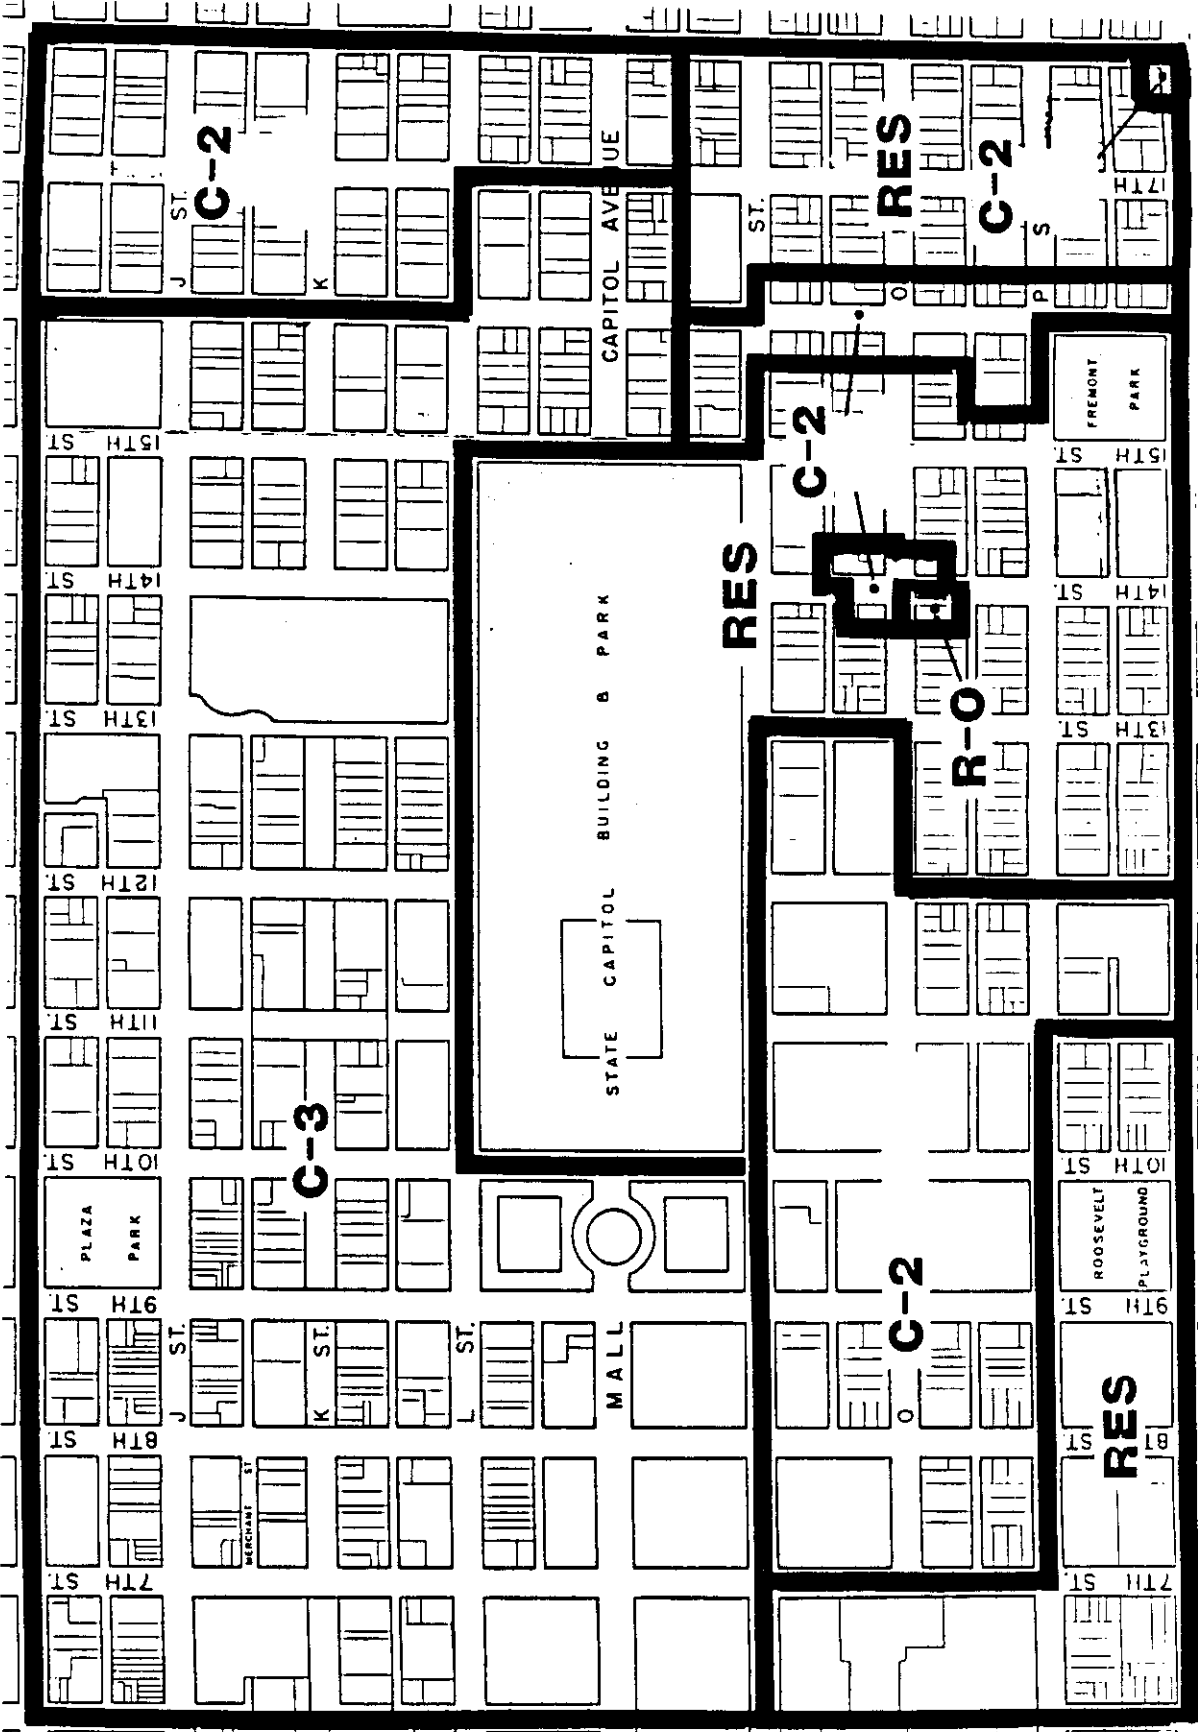 C-2
RES
C-2
17TH
J ST.
K
CAPITOL AVENUE
ST.
O
P
S
15TH ST.
C-2
FREMONT
PARK
15TH ST.
14TH ST.
RES
14TH ST.
13TH ST.
R-O
13TH ST.
12TH ST.
STATE CAPITOL BUILDING & PARK
11TH ST.
C-3
10TH ST.
10TH ST.
PLAZA
PARK
ROOSEVELT
PLAYGROUND
9TH ST.
9TH ST.
C-2
J ST.
K ST.
L ST.
MALL
O
RES
8TH ST.
8T ST.
MERCHANT ST
7TH ST.
7TH ST.